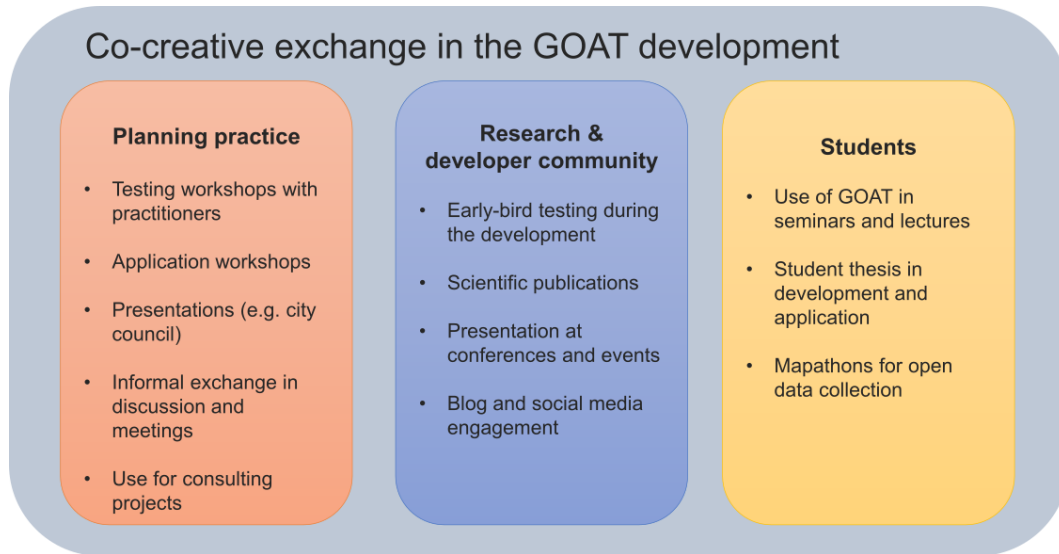 Co-creative exchange in the GOAT development
Planning practice
• Testing workshops with
practitioners
• Application workshops
• Presentations (e.g. city
council)
• Informal exchange in
discussion and
meetings
• Use for consulting
projects
Research &
developer community
• Early-bird testing during
the development
• Scientific publications
• Presentation at
conferences and events
• Blog and social media
engagement
Students
• Use of GOAT in
seminars and lectures
• Student thesis in
development and
application
• Mapathons for open
data collection